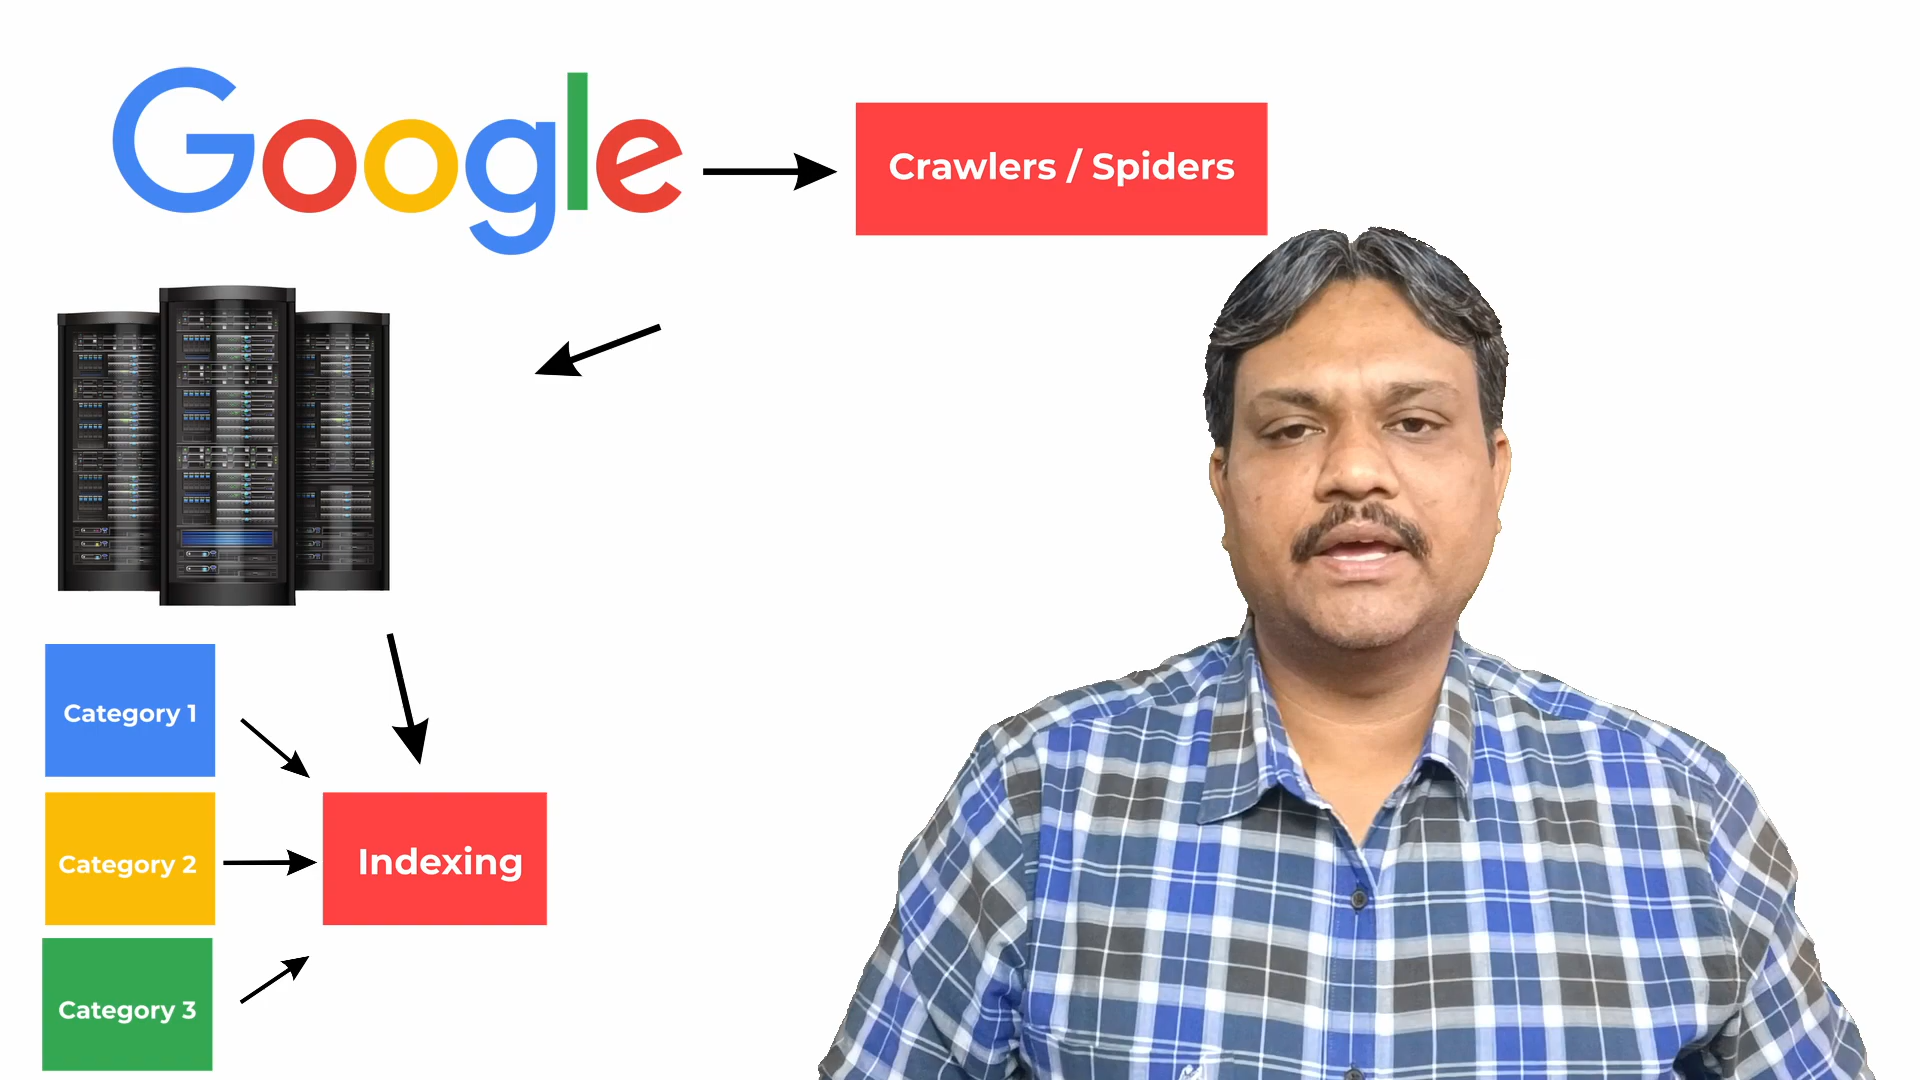 Google
Crawlers / Spiders
Category 1
Category 2
Indexing
Category 3